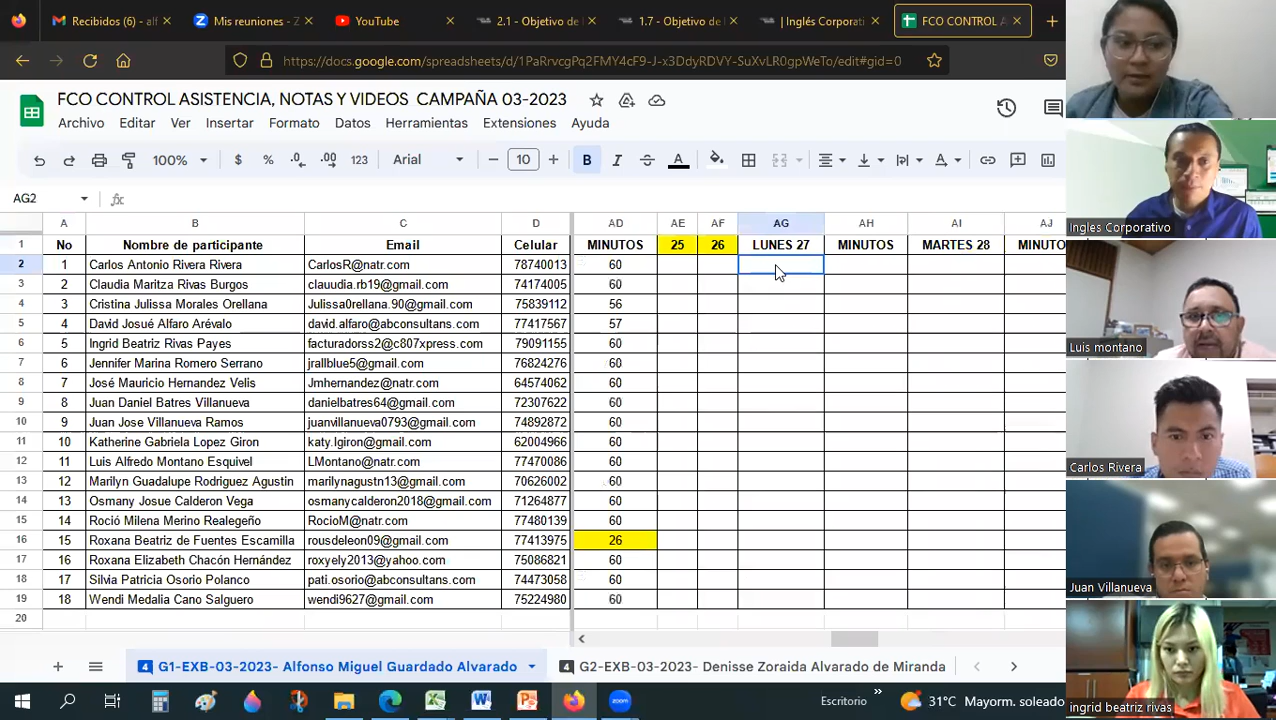 Recibidos (6) - alf
Mis reuniones - Z
YouTube
2.1 - Objetivo de
1.7 - Objetivo de
| Inglés Corporati
FCO CONTROL A
https://docs.google.com/spreadsheets/d/1PaRrvcgPq2FMY4cF9-J-x3DdyRDVY-SuXvLR0gpWeTo/edit#gid=0
FCO CONTROL ASISTENCIA, NOTAS Y VIDEOS CAMPAÑA 03-2023
Archivo Editar Ver Insertar Formato Datos Herramientas Extensiones Ayuda
100% $ % .0 .00 123 Arial 10 B I S A
AG2 fx
A B C D AD AE AF AG AH AI AJ
1 No Nombre de participante Email Celular MINUTOS 25 26 LUNES 27 MINUTOS MARTES 28 MINUTO
2 1 Carlos Antonio Rivera Rivera CarlosR@natr.com 78740013 60
3 2 Claudia Maritza Rivas Burgos clauudia.rb19@gmail.com 74174005 60
4 3 Cristina Julissa Morales Orellana Julissa0rellana.90@gmail.com 75839112 56
5 4 David Josué Alfaro Arévalo david.alfaro@abconsultans.com 77417567 57
6 5 Ingrid Beatriz Rivas Payes facturadorss2@c807xpress.com 79091155 60
7 6 Jennifer Marina Romero Serrano jrallblue5@gmail.com 76824276 60
8 7 José Mauricio Hernandez Velis Jmhernandez@natr.com 64574062 60
9 8 Juan Daniel Batres Villanueva danielbatres64@gmail.com 72307622 60
10 9 Juan Jose Villanueva Ramos juanvillanueva0793@gmail.com 74892872 60
11 10 Katherine Gabriela Lopez Giron katy.lgiron@gmail.com 62004966 60
12 11 Luis Alfredo Montano Esquivel LMontano@natr.com 77470086 60
13 12 Marilyn Guadalupe Rodriguez Agustin marilynagustn13@gmail.com 70626002 60
14 13 Osmany Josue Calderon Vega osmanycalderon2018@gmail.com 71264877 60
15 14 Roció Milena Merino Realegeño RocioM@natr.com 77480139 60
16 15 Roxana Beatriz de Fuentes Escamilla rousdeleon09@gmail.com 77413975 26
17 16 Roxana Elizabeth Chacón Hernández roxyely2013@yahoo.com 75086821 60
18 17 Silvia Patricia Osorio Polanco pati.osorio@abconsultans.com 74473058 60
19 18 Wendi Medalia Cano Salguero wendi9627@gmail.com 75224980 60
20
4 G1-EXB-03-2023- Alfonso Miguel Guardado Alvarado
4 G2-EXB-03-2023- Denisse Zoraida Alvarado de Miranda
Escritorio
31°C Mayorm. soleado
zoom
Ingles Corporativo
Luis montano
Carlos Rivera
Juan Villanueva
ingrid beatriz rivas